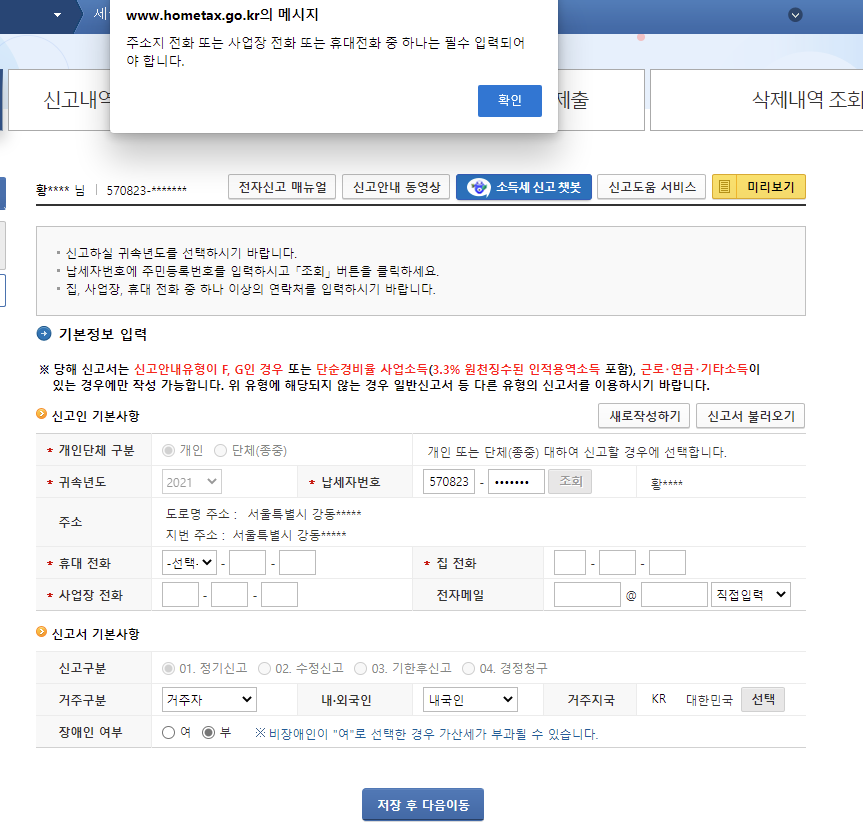 www.hometax.go.kr의 메시지
주소지 전화 또는 사업장 전화 또는 휴대전화 중 하나는 필수 입력되어
야 합니다.
확인
세
신고내역
제출
삭제내역 조회
황**** 님 | 570823-*******
전자신고 매뉴얼
신고안내 동영상
소득세 신고 챗봇
신고도움 서비스
미리보기
신고하실 귀속년도를 선택하시기 바랍니다.
납세자번호에 주민등록번호를 입력하시고 「조회」 버튼을 클릭하세요.
집, 사업장, 휴대 전화 중 하나 이상의 연락처를 입력하시기 바랍니다.
기본정보 입력
※ 당해 신고서는 신고안내유형이 F, G인 경우 또는 단순경비율 사업소득(3.3% 원천징수된 인적용역소득 포함), 근로·연금·기타소득이
있는 경우에만 작성 가능합니다. 위 유형에 해당되지 않는 경우 일반신고서 등 다른 유형의 신고서를 이용하시기 바랍니다.
신고인 기본사항
새로작성하기
신고서 불러오기
* 개인단체 구분
개인
단체(종중)
개인 또는 단체(종중) 대하여 신고할 경우에 선택합니다.
* 귀속년도
2021
* 납세자번호
570823 - •••••••
조회
황****
주소
도로명 주소 : 서울특별시 강동*****
지번 주소 : 서울특별시 강동*****
* 휴대 전화
-선택- - -
* 집 전화
- -
* 사업장 전화
- -
전자메일
@
직접입력
신고서 기본사항
신고구분
01. 정기신고
02. 수정신고
03. 기한후신고
04. 경정청구
거주구분
거주자
내·외국인
내국인
거주지국
KR 대한민국
선택
장애인 여부
여
부
※ 비장애인이 "여"로 선택한 경우 가산세가 부과될 수 있습니다.
저장 후 다음이동